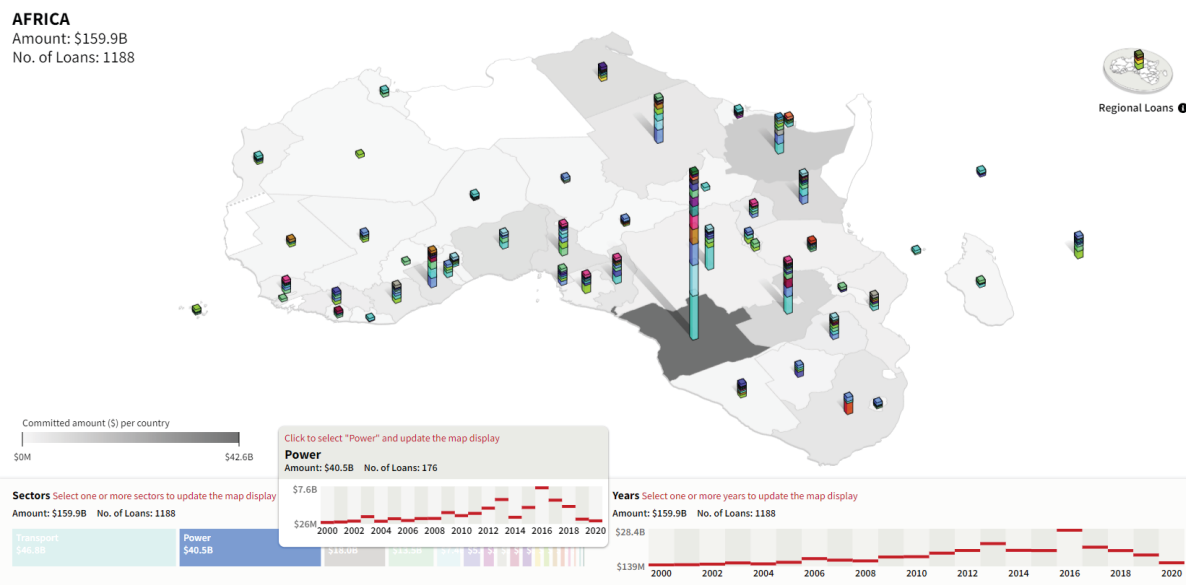 AFRICA
Amount: $159.9B
No. of Loans: 1188
Regional Loans
Committed amount ($) per country
$0M $42.6B
Click to select "Power" and update the map display
Power
Amount: $40.5B No. of Loans: 176
$7.6B
$26M
2000 2002 2004 2006 2008 2010 2012 2014 2016 2018 2020
Sectors Select one or more sectors to update the map display
Amount: $159.9B No. of Loans: 1188
Transport
$46.8B
Power
$40.5B
$18.0B
Years Select one or more years to update the map display
Amount: $159.9B No. of Loans: 1188
$28.4B
$139M
2000 2002 2004 2006 2008 2010 2012 2014 2016 2018 2020